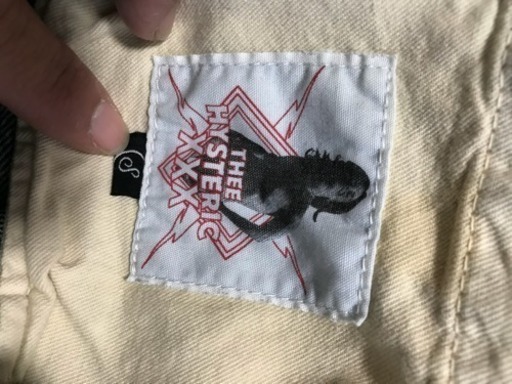 THEE
HYSTERIC
XXX
S